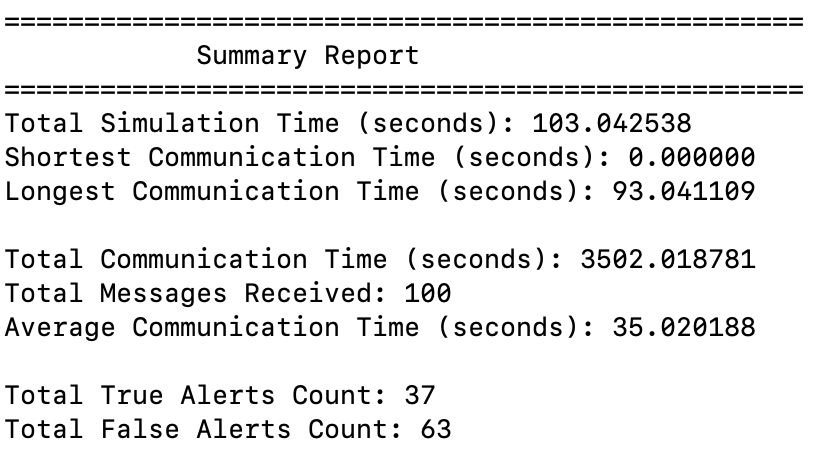 ==================================================
Summary Report
==================================================
Total Simulation Time (seconds): 103.042538
Shortest Communication Time (seconds): 0.000000
Longest Communication Time (seconds): 93.041109
Total Communication Time (seconds): 3502.018781
Total Messages Received: 100
Average Communication Time (seconds): 35.020188
Total True Alerts Count: 37
Total False Alerts Count: 63